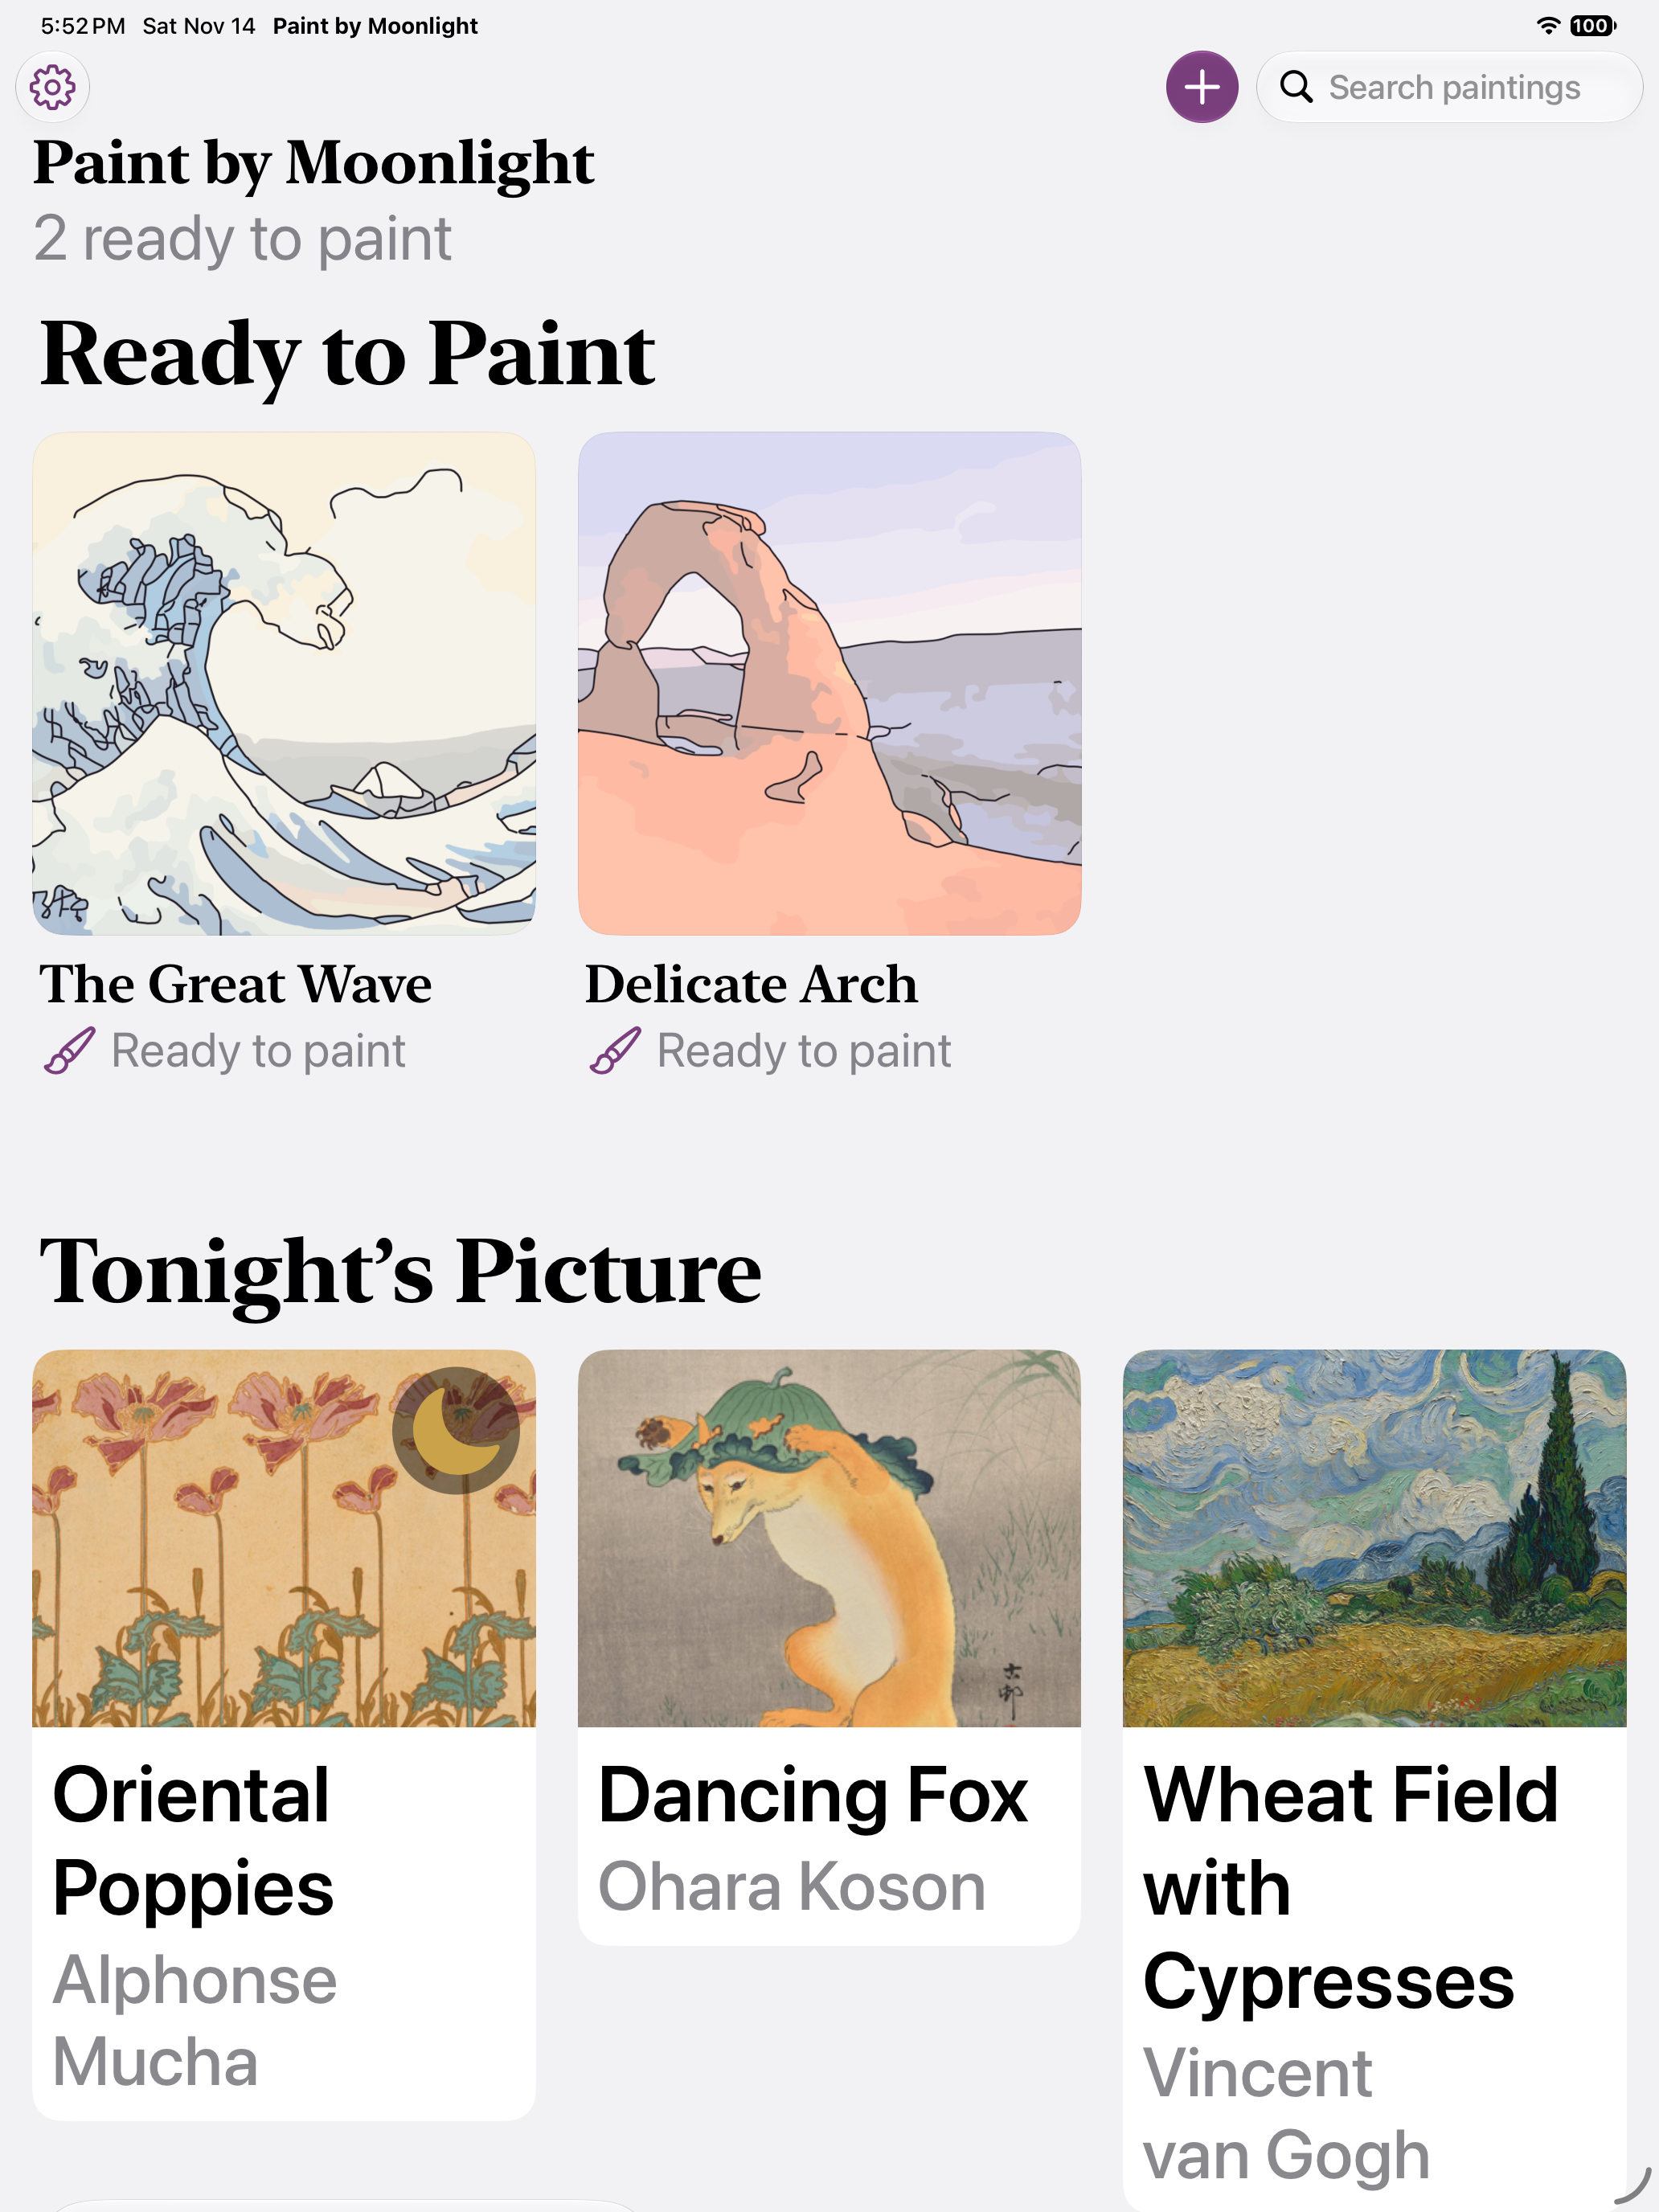 5:52 PM Sat Nov 14 Paint by Moonlight
100
Search paintings
Paint by Moonlight
2 ready to paint
Ready to Paint
The Great Wave
Ready to paint
Delicate Arch
Ready to paint
Tonight’s Picture
Oriental
Poppies
Alphonse
Mucha
古邨
Dancing Fox
Ohara Koson
Wheat Field
with
Cypresses
Vincent
van Gogh